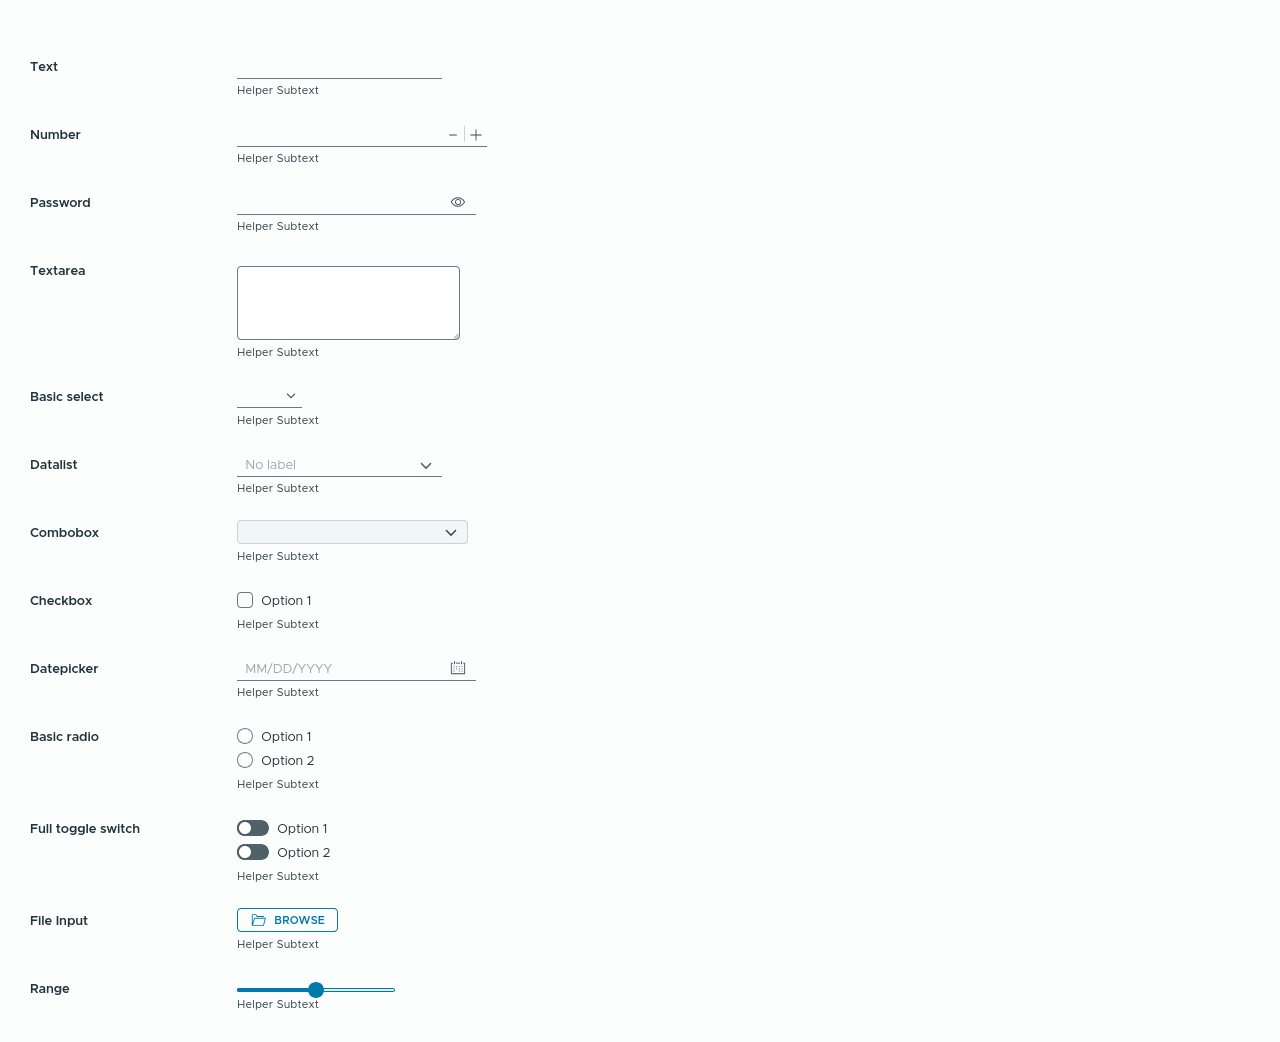 Text
Helper Subtext
Number
Helper Subtext
Password
Helper Subtext
Textarea
Helper Subtext
Basic select
Helper Subtext
Datalist No label
Helper Subtext
Combobox
Helper Subtext
Checkbox Option 1
Helper Subtext
Datepicker MM/DD/YYYY
Helper Subtext
Basic radio Option 1
Option 2
Helper Subtext
Full toggle switch Option 1
Option 2
Helper Subtext
File Input BROWSE
Helper Subtext
Range
Helper Subtext